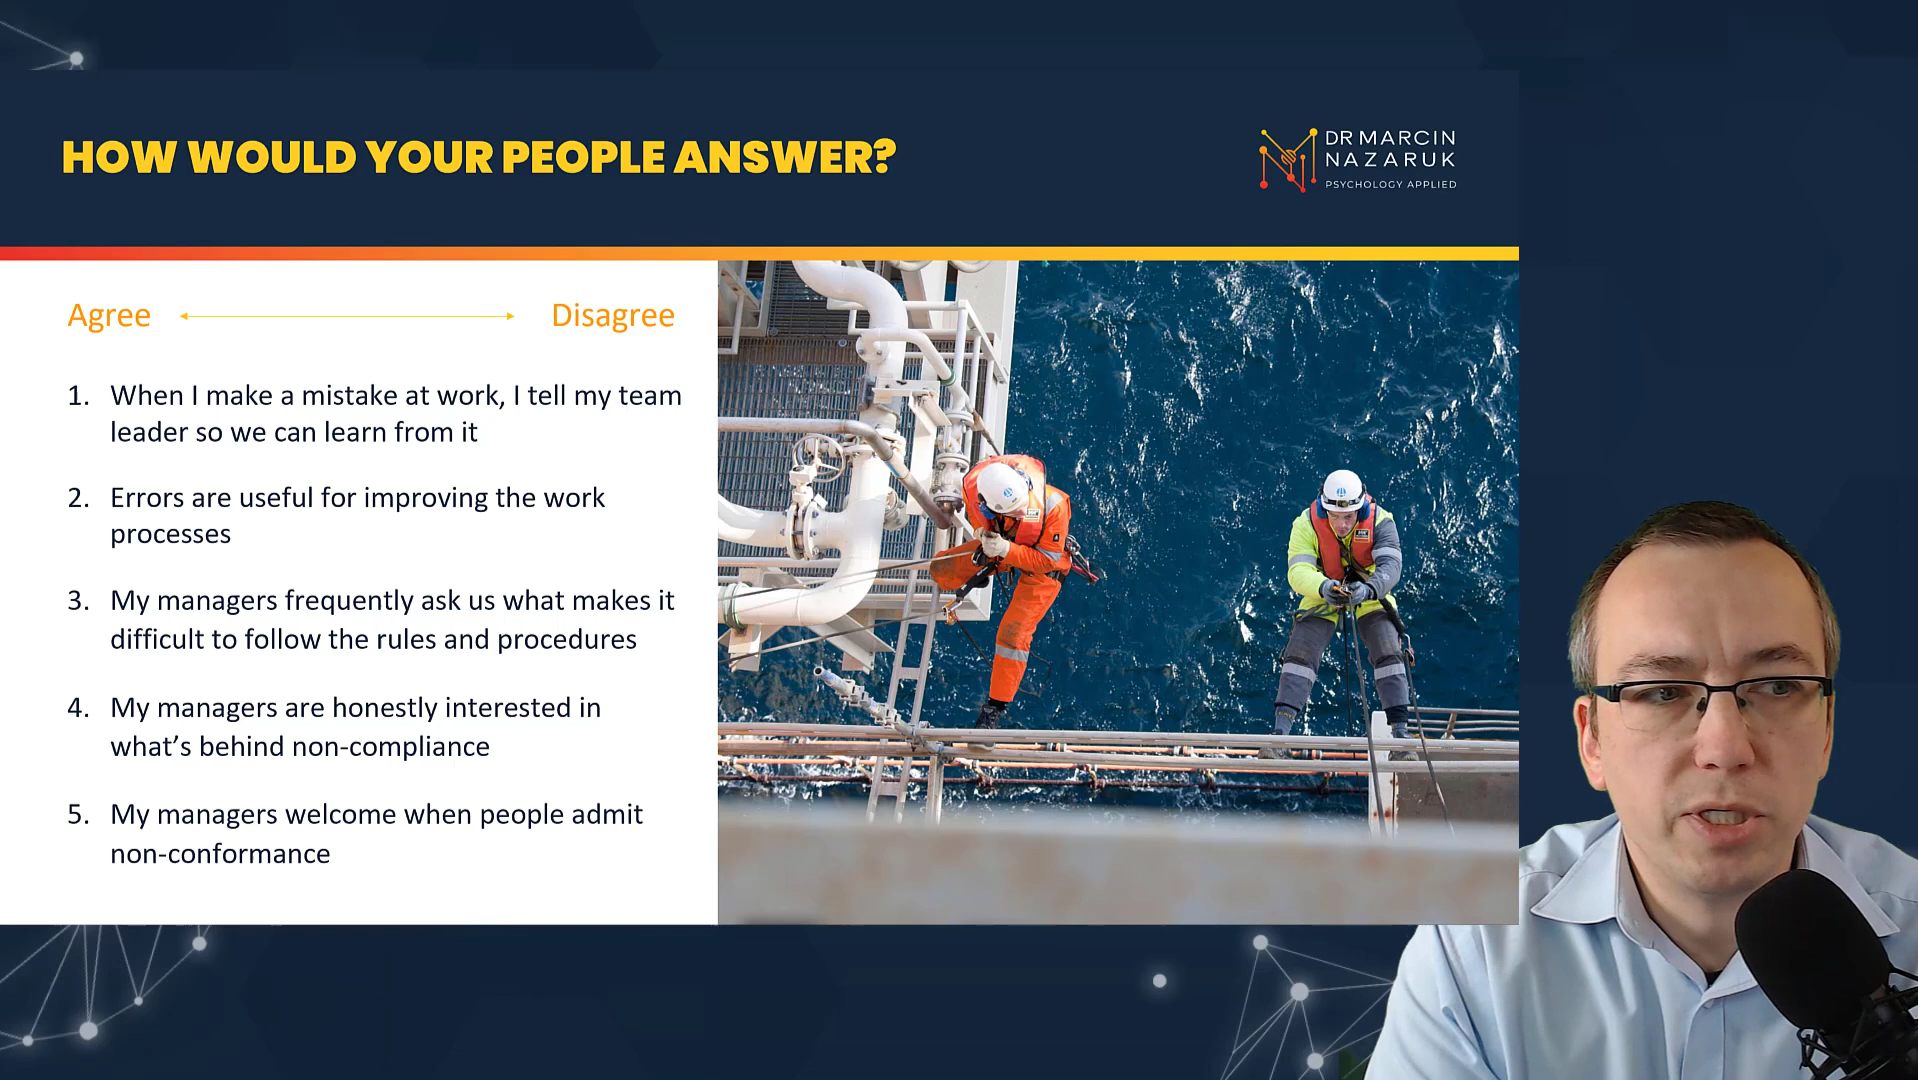 HOW WOULD YOUR PEOPLE ANSWER?
DR MARCIN
NAZARUK
PSYCHOLOGY APPLIED
Agree
Disagree
1. When I make a mistake at work, I tell my team
leader so we can learn from it
2. Errors are useful for improving the work
processes
3. My managers frequently ask us what makes it
difficult to follow the rules and procedures
4. My managers are honestly interested in
what’s behind non-compliance
5. My managers welcome when people admit
non-conformance